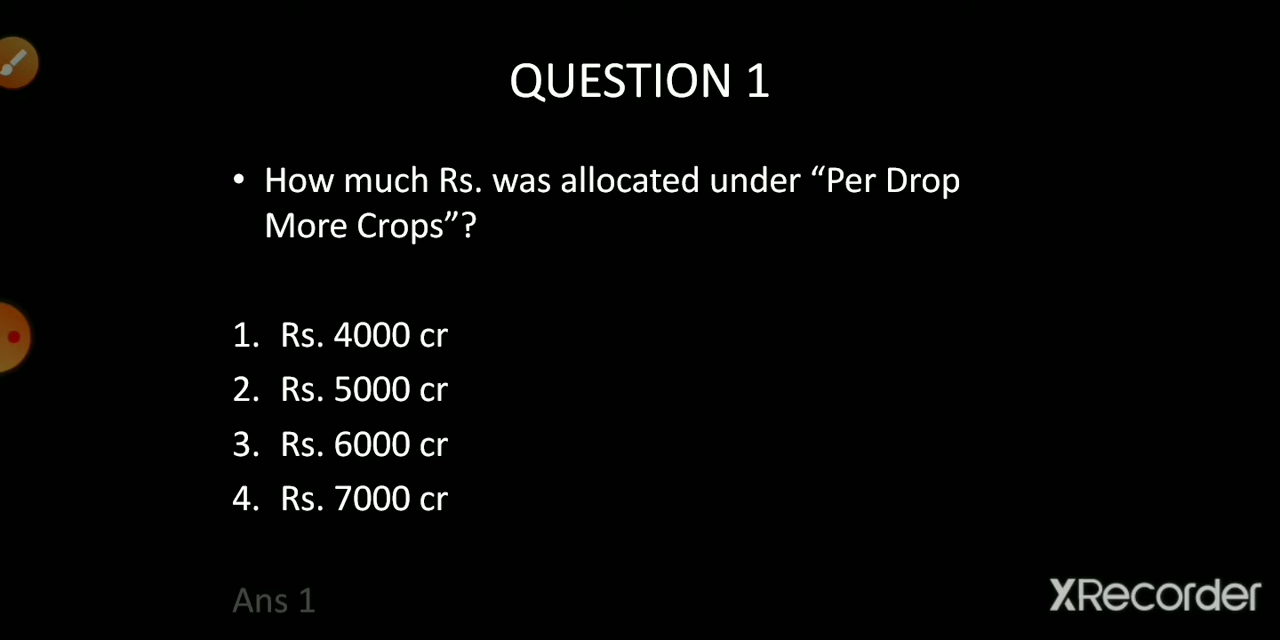 QUESTION 1
• How much Rs. was allocated under “Per Drop
More Crops”?
1. Rs. 4000 cr
2. Rs. 5000 cr
3. Rs. 6000 cr
4. Rs. 7000 cr
Ans 1
XRecorder